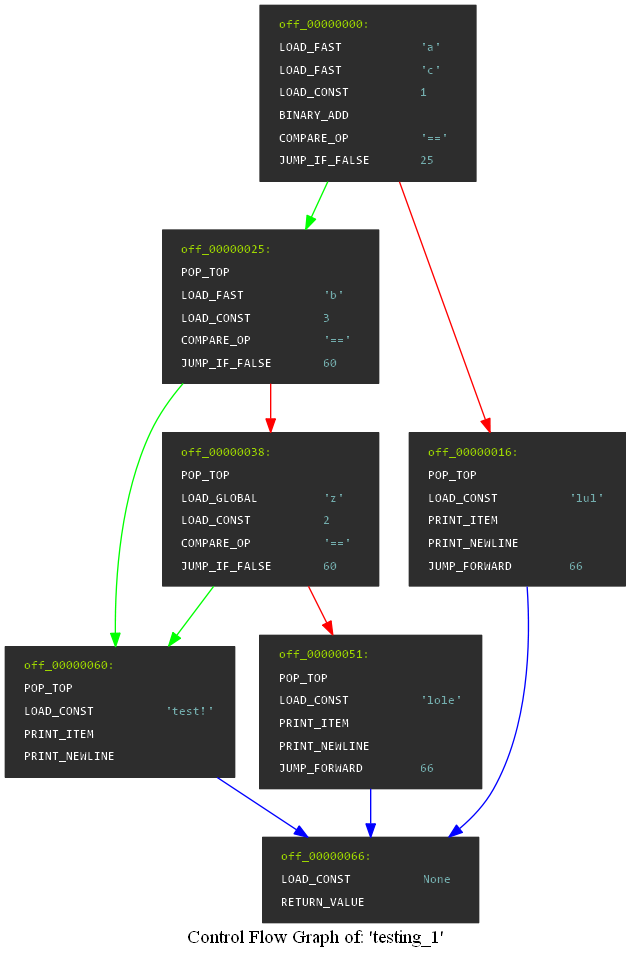 off_00000000:
LOAD_FAST 'a'
LOAD_FAST 'c'
LOAD_CONST 1
BINARY_ADD
COMPARE_OP '=='
JUMP_IF_FALSE 25
off_00000025:
POP_TOP
LOAD_FAST 'b'
LOAD_CONST 3
COMPARE_OP '=='
JUMP_IF_FALSE 60
off_00000038:
POP_TOP
LOAD_GLOBAL 'z'
LOAD_CONST 2
COMPARE_OP '=='
JUMP_IF_FALSE 60
off_00000016:
POP_TOP
LOAD_CONST 'lul'
PRINT_ITEM
PRINT_NEWLINE
JUMP_FORWARD 66
off_00000060:
POP_TOP
LOAD_CONST 'test!'
PRINT_ITEM
PRINT_NEWLINE
off_00000051:
POP_TOP
LOAD_CONST 'lole'
PRINT_ITEM
PRINT_NEWLINE
JUMP_FORWARD 66
off_00000066:
LOAD_CONST None
RETURN_VALUE
Control Flow Graph of: 'testing_1'